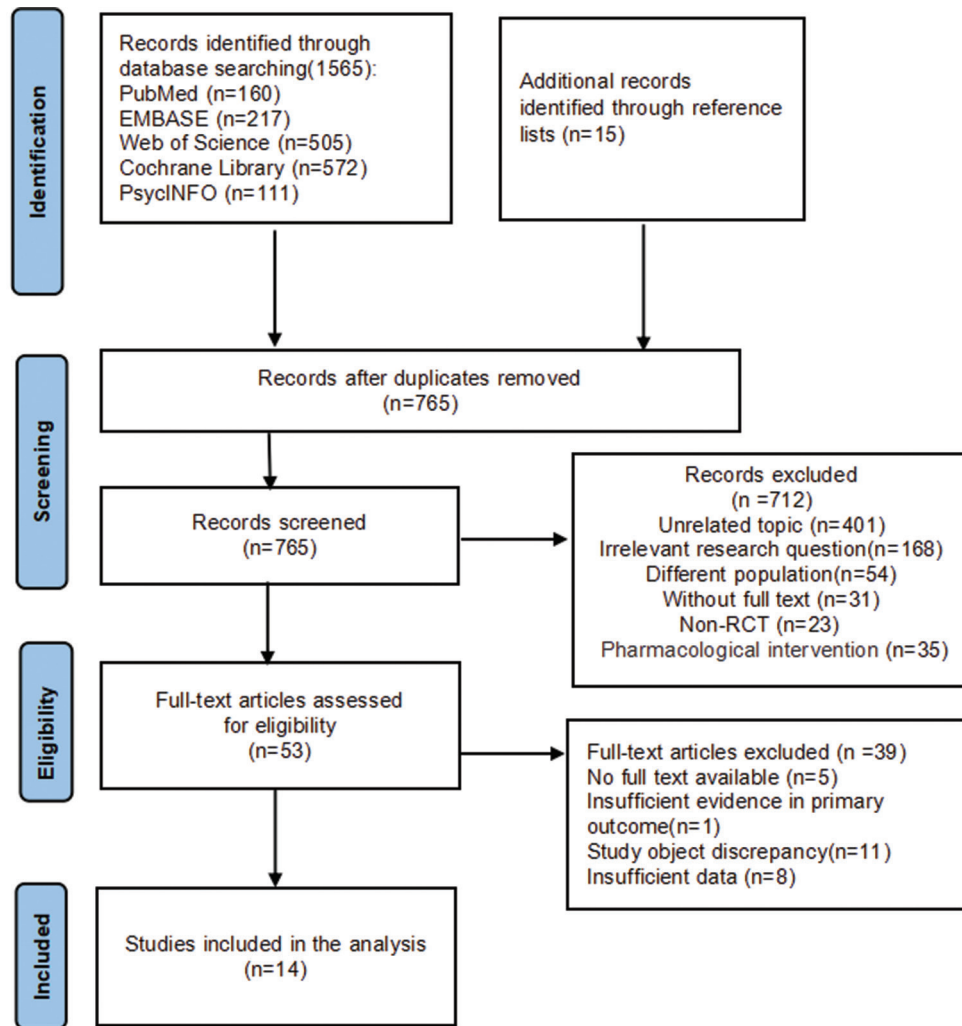 Identification
Records identified through
database searching(1565):
PubMed (n=160)
EMBASE (n=217)
Web of Science (n=505)
Cochrane Library (n=572)
PsycINFO (n=111)
Additional records
identified through reference
lists (n=15)
Screening
Records after duplicates removed
(n=765)
Records screened
(n=765)
Records excluded
(n =712)
Unrelated topic (n=401)
Irrelevant research question(n=168)
Different population(n=54)
Without full text (n=31)
Non-RCT (n=23)
Pharmacological intervention (n=35)
Eligibility
Full-text articles assessed
for eligibility
(n=53)
Full-text articles excluded (n =39)
No full text available (n=5)
Insufficient evidence in primary
outcome(n=1)
Study object discrepancy(n=11)
Insufficient data (n=8)
Included
Studies included in the analysis
(n=14)